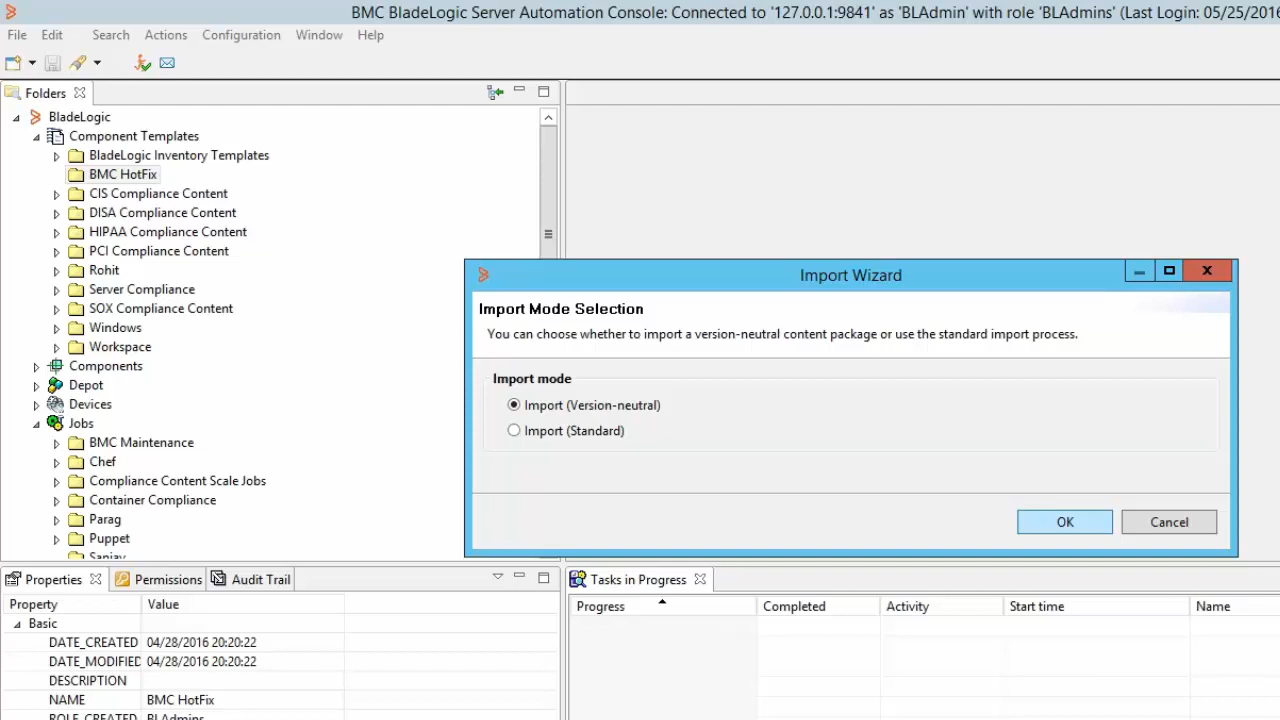 BMC BladeLogic Server Automation Console: Connected to '127.0.0.1:9841' as 'BLAdmin' with role 'BLAdmins' (Last Login: 05/25/2016
File Edit Search Actions Configuration Window Help
Folders
BladeLogic
Component Templates
BladeLogic Inventory Templates
BMC HotFix
CIS Compliance Content
DISA Compliance Content
HIPAA Compliance Content
PCI Compliance Content
Rohit
Server Compliance
SOX Compliance Content
Windows
Workspace
Components
Depot
Devices
Jobs
BMC Maintenance
Chef
Compliance Content Scale Jobs
Container Compliance
Parag
Puppet
Sanjay
Import Wizard
Import Mode Selection
You can choose whether to import a version-neutral content package or use the standard import process.
Import mode
Import (Version-neutral)
Import (Standard)
OK Cancel
Properties Permissions Audit Trail
Property Value
Basic
DATE_CREATED 04/28/2016 20:20:22
DATE_MODIFIED 04/28/2016 20:20:22
DESCRIPTION
NAME BMC HotFix
ROLE_CREATED BLAdmins
Tasks in Progress
Progress Completed Activity Start time Name